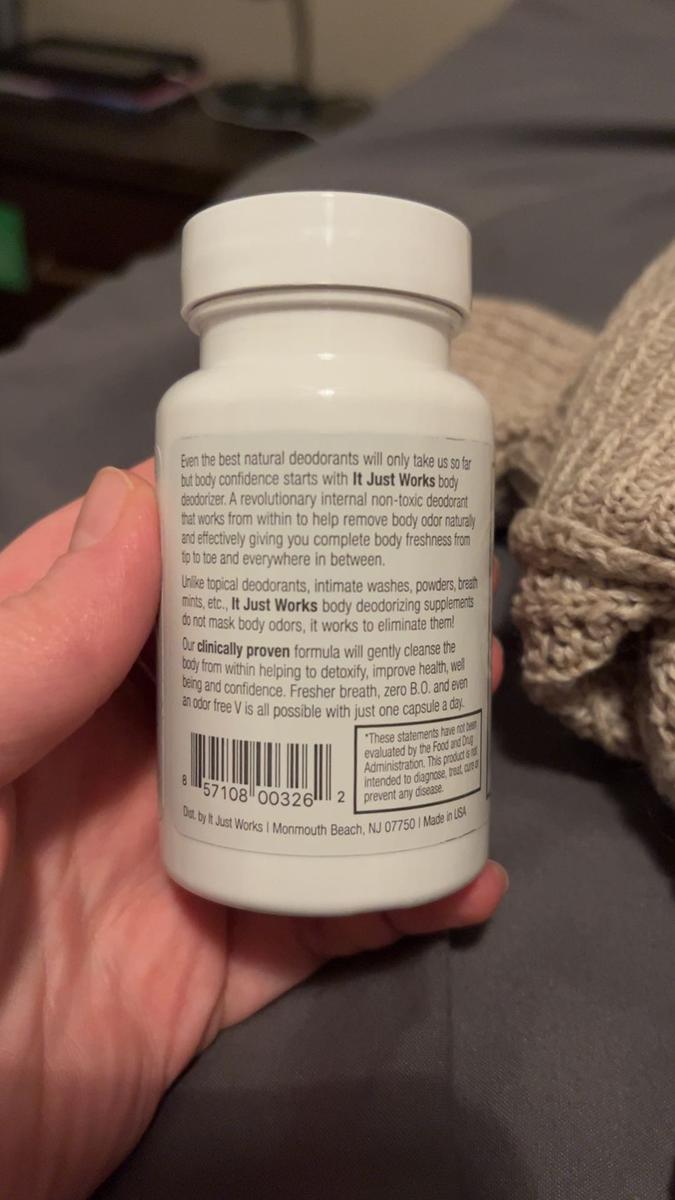 Even the best natural deodorants will only take us so far
but body confidence starts with It Just Works body
deodorizer. A revolutionary internal non-toxic deodorant
that works from within to help remove body odor naturally
and effectively giving you complete body freshness from
tip to toe and everywhere in between.
Unlike topical deodorants, intimate washes, powders, breath
mints, etc., It Just Works body deodorizing supplements
do not mask body odors, it works to eliminate them!
Our clinically proven formula will gently cleanse the
body from within helping to detoxify, improve health, well
being and confidence. Fresher breath, zero B.O. and even
an odor free V is all possible with just one capsule a day.
*These statements have not been
evaluated by the Food and Drug
Administration. This product is not
intended to diagnose, treat, cure or
prevent any disease.
8 57108 00326 2
Dist. by It Just Works | Monmouth Beach, NJ 07750 | Made in USA